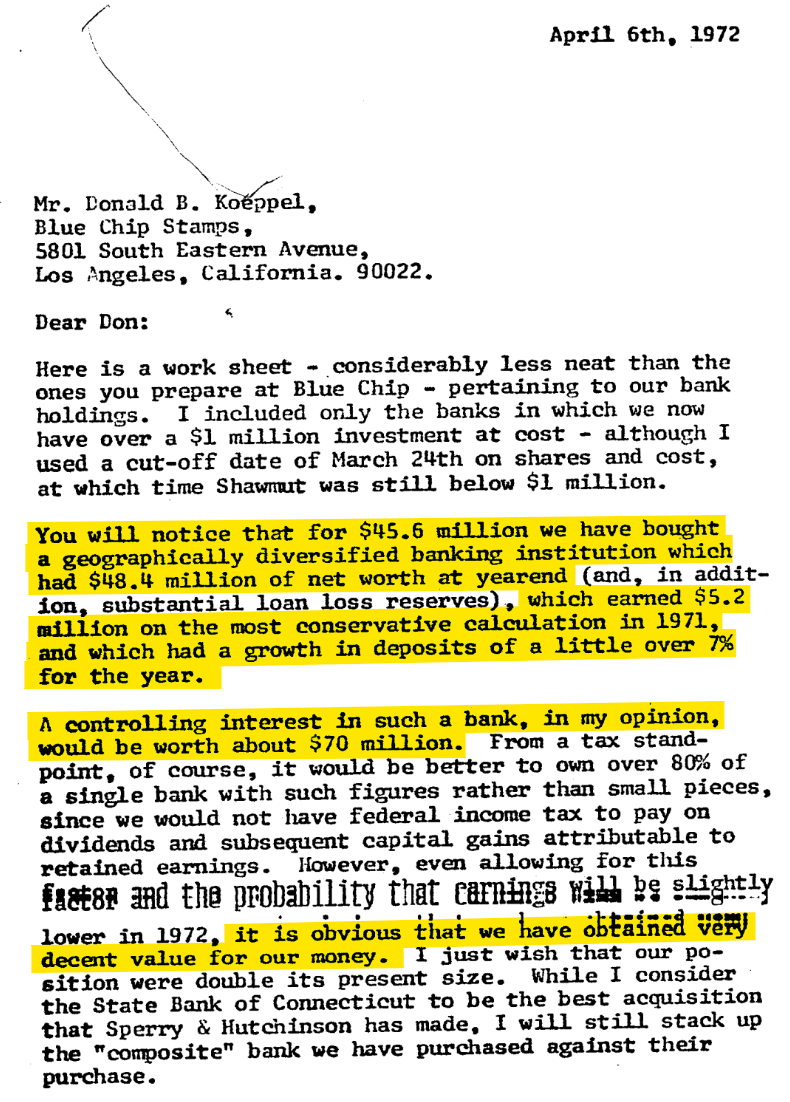 April 6th, 1972
Mr. Donald B. Koeppel,
Blue Chip Stamps,
5801 South Eastern Avenue,
Los Angeles, California. 90022.
Dear Don:
Here is a work sheet - considerably less neat than the
ones you prepare at Blue Chip - pertaining to our bank
holdings. I included only the banks in which we now
have over a $1 million investment at cost - although I
used a cut-off date of March 24th on shares and cost,
at which time Shawmut was still below $1 million.
You will notice that for $45.6 million we have bought
a geographically diversified banking institution which
had $48.4 million of net worth at yearend (and, in addit-
ion, substantial loan loss reserves), which earned $5.2
million on the most conservative calculation in 1971,
and which had a growth in deposits of a little over 7%
for the year.
A controlling interest in such a bank, in my opinion,
would be worth about $70 million. From a tax stand-
point, of course, it would be better to own over 80% of
a single bank with such figures rather than small pieces,
since we would not have federal income tax to pay on
dividends and subsequent capital gains attributable to
retained earnings. However, even allowing for this
factor and the probability that earnings will be slightly
lower in 1972, it is obvious that we have obtained very
decent value for our money. I just wish that our po-
sition were double its present size. While I consider
the State Bank of Connecticut to be the best acquisition
that Sperry & Hutchinson has made, I will still stack up
the "composite" bank we have purchased against their
purchase.